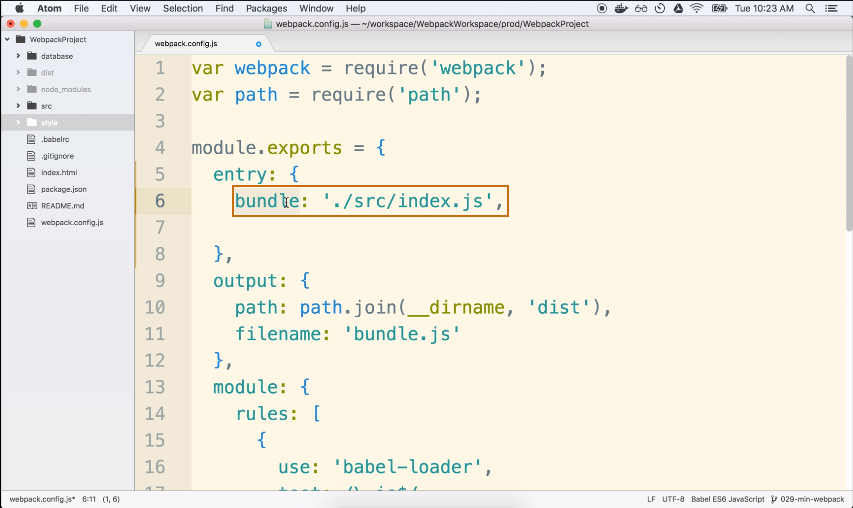 Atom File Edit View Selection Find Packages Window Help Tue 10:23 AM
webpack.config.js — ~/workspace/WebpackWorkspace/prod/WebpackProject
WebpackProject
database
dist
node_modules
src
style
.babelrc
.gitignore
index.html
package.json
README.md
webpack.config.js
webpack.config.js
1 var webpack = require('webpack');
2 var path = require('path');
3
4 module.exports = {
5 entry: {
6 bundle: './src/index.js',
7
8 },
9 output: {
10 path: path.join(__dirname, 'dist'),
11 filename: 'bundle.js'
12 },
13 module: {
14 rules: [
15 {
16 use: 'babel-loader',
webpack.config.js* 6:11 (1, 6) LF UTF-8 Babel ES6 JavaScript 029-min-webpack